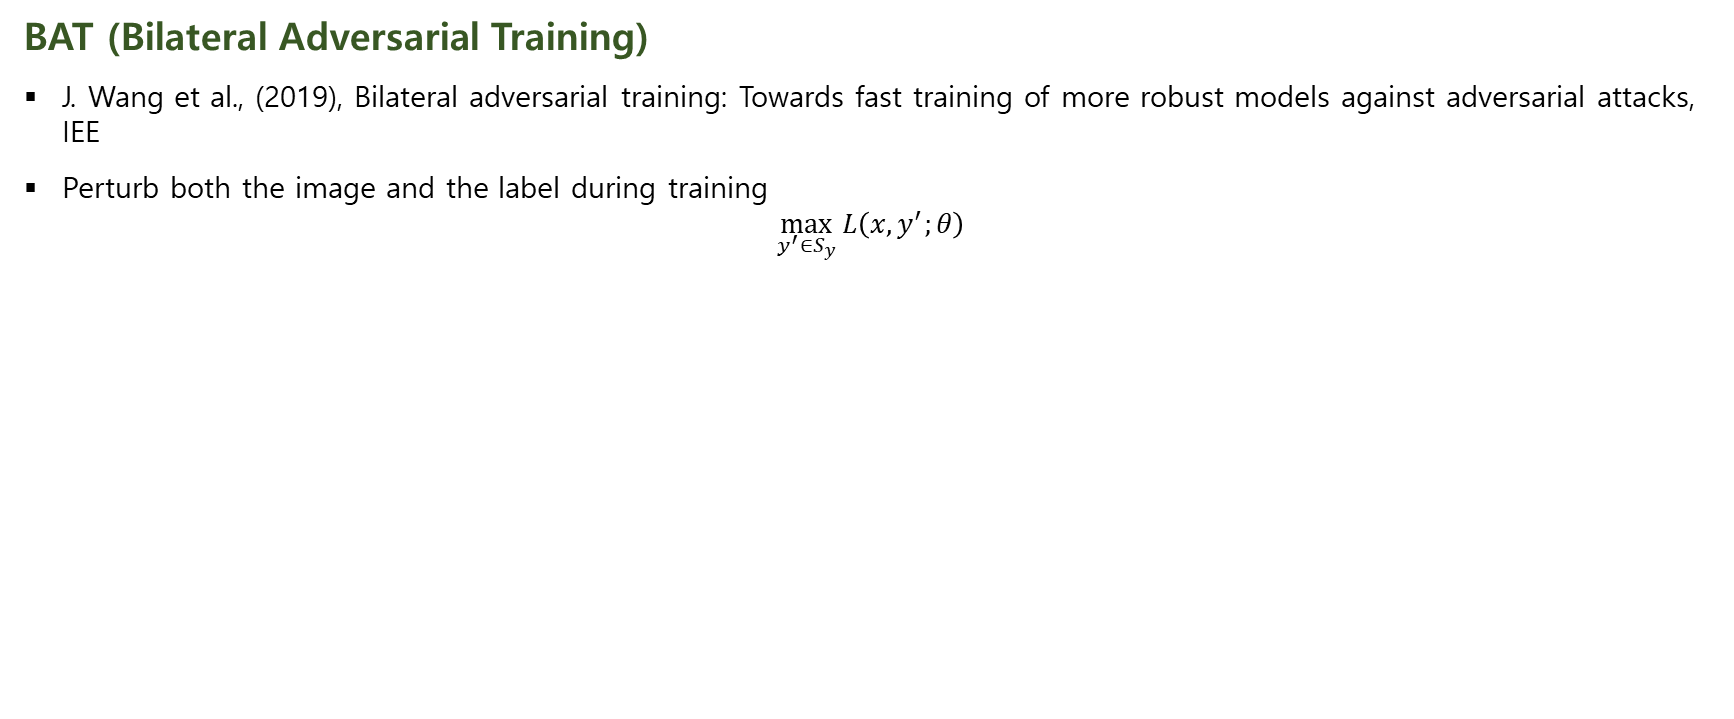 BAT (Bilateral Adversarial Training)
▪ J. Wang et al., (2019), Bilateral adversarial training: Towards fast training of more robust models against adversarial attacks,
IEE
▪ Perturb both the image and the label during training
max L(x, y′; θ)
y′∈Sy